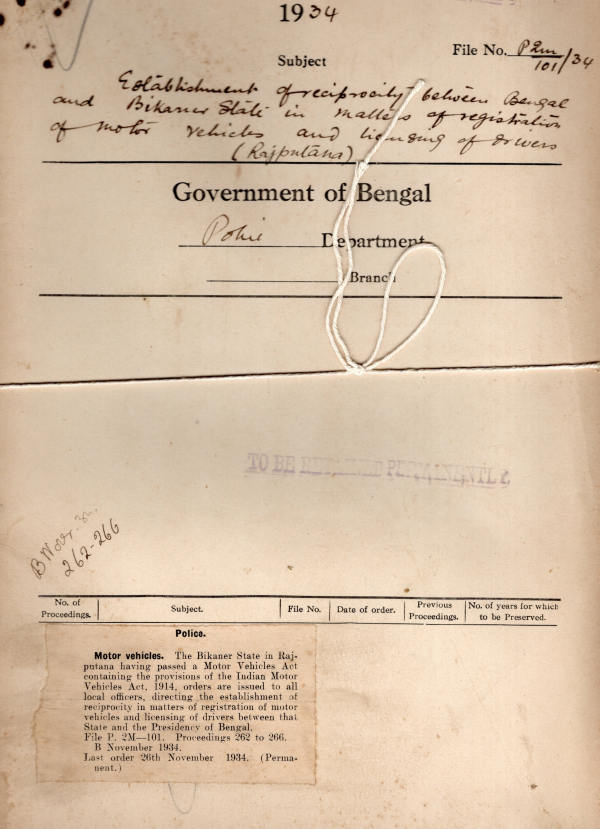 1934
File No. P2m/101/34
Subject
Establishment of reciprocity between Bengal
and Bikaner State in matters of registration
of motor vehicles and licensing of drivers
(Rajputana)
Government of Bengal
Police Department
Branch
TO BE RETAINED PERMANENTLY.
B Nov. 34
262-266
No. of Proceedings. Subject. File No. Date of order. Previous Proceedings. No. of years for which to be Preserved.
Police.
Motor vehicles. The Bikaner State in Raj-
putana having passed a Motor Vehicles Act
containing the provisions of the Indian Motor
Vehicles Act, 1914, orders are issued to all
local officers, directing the establishment of
reciprocity in matters of registration of motor
vehicles and licensing of drivers between that
State and the Presidency of Bengal.
File P. 2M—101. Proceedings 262 to 266.
B November 1934.
Last order 26th November 1934. (Perma-
nent.)